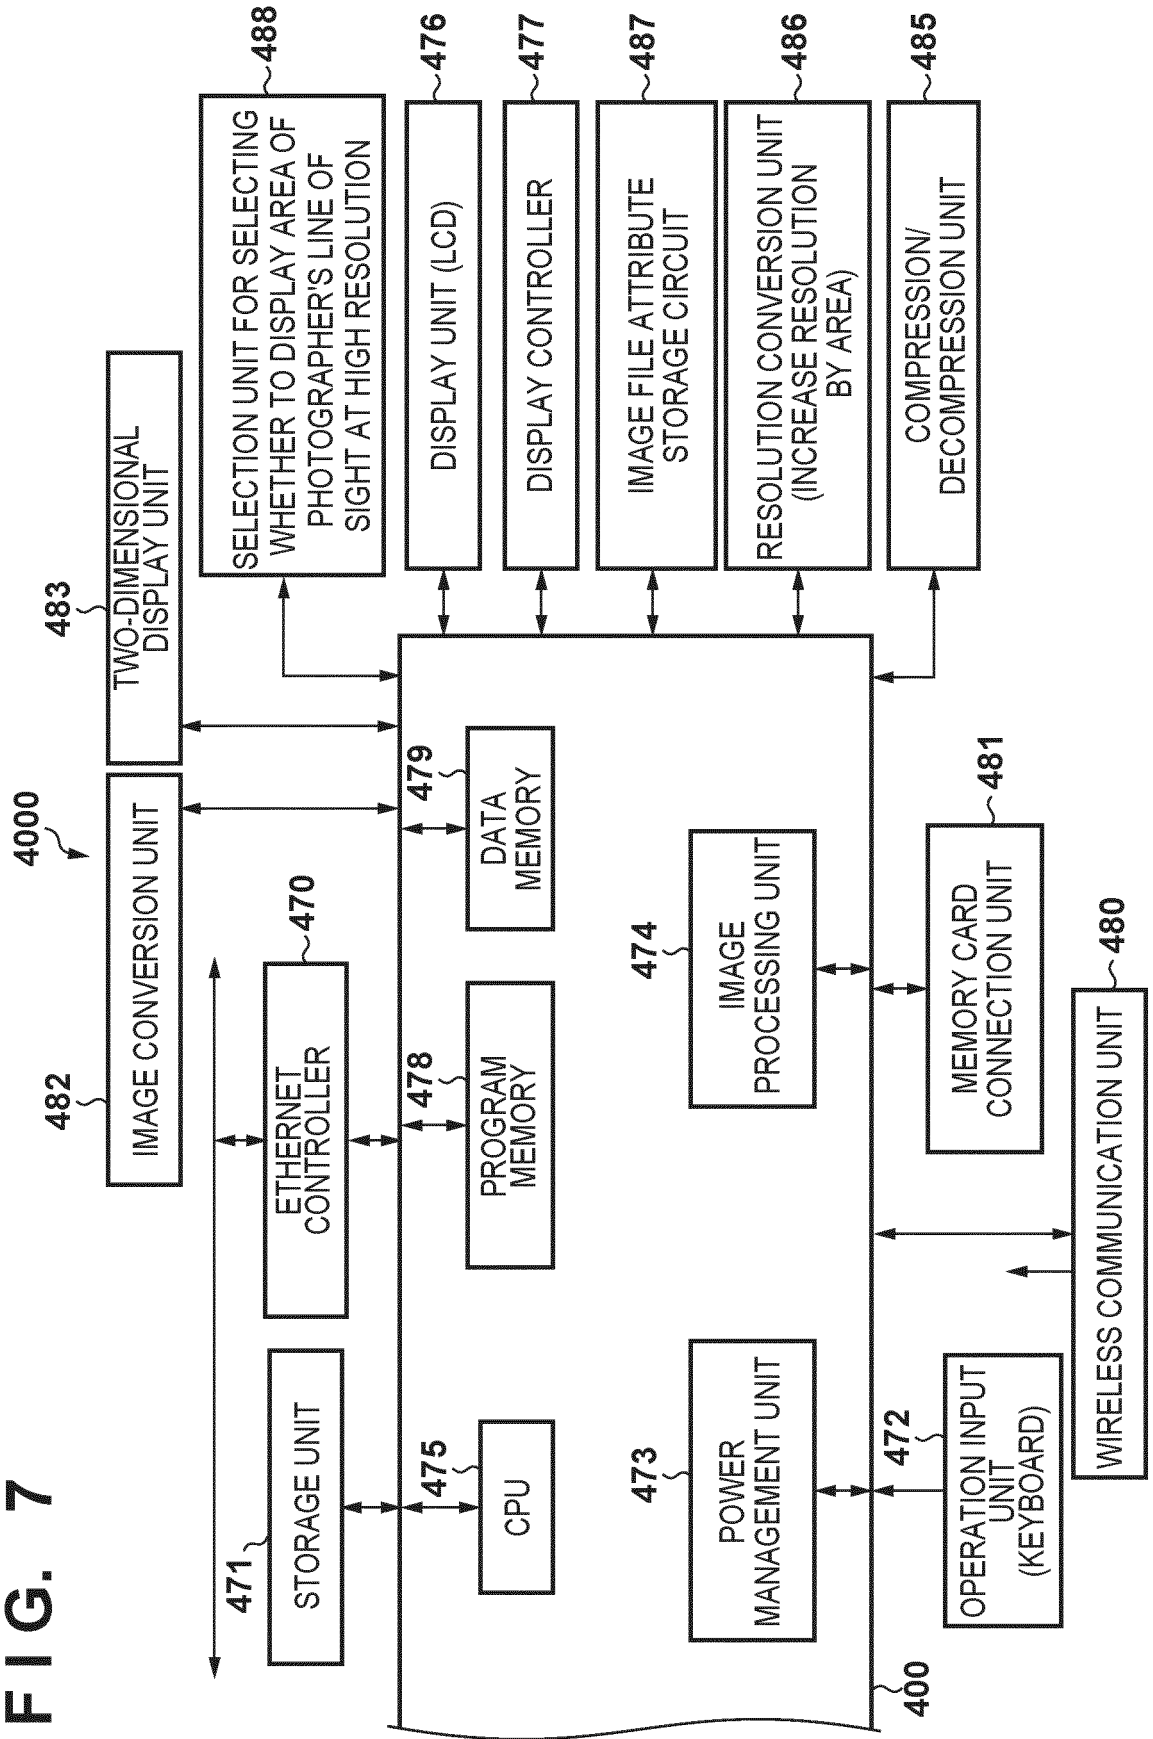 FIG. 7
4000
482
IMAGE CONVERSION UNIT
483
TWO-DIMENSIONAL
DISPLAY UNIT
488
SELECTION UNIT FOR SELECTING
WHETHER TO DISPLAY AREA OF
PHOTOGRAPHER'S LINE OF
SIGHT AT HIGH RESOLUTION
471
STORAGE UNIT
470
ETHERNET
CONTROLLER
475
CPU
478
PROGRAM
MEMORY
479
DATA
MEMORY
476
DISPLAY UNIT (LCD)
477
DISPLAY CONTROLLER
487
IMAGE FILE ATTRIBUTE
STORAGE CIRCUIT
486
RESOLUTION CONVERSION UNIT
(INCREASE RESOLUTION
BY AREA)
485
COMPRESSION/
DECOMPRESSION UNIT
473
POWER
MANAGEMENT UNIT
474
IMAGE
PROCESSING UNIT
400
472
OPERATION INPUT
UNIT
(KEYBOARD)
481
MEMORY CARD
CONNECTION UNIT
480
WIRELESS COMMUNICATION UNIT